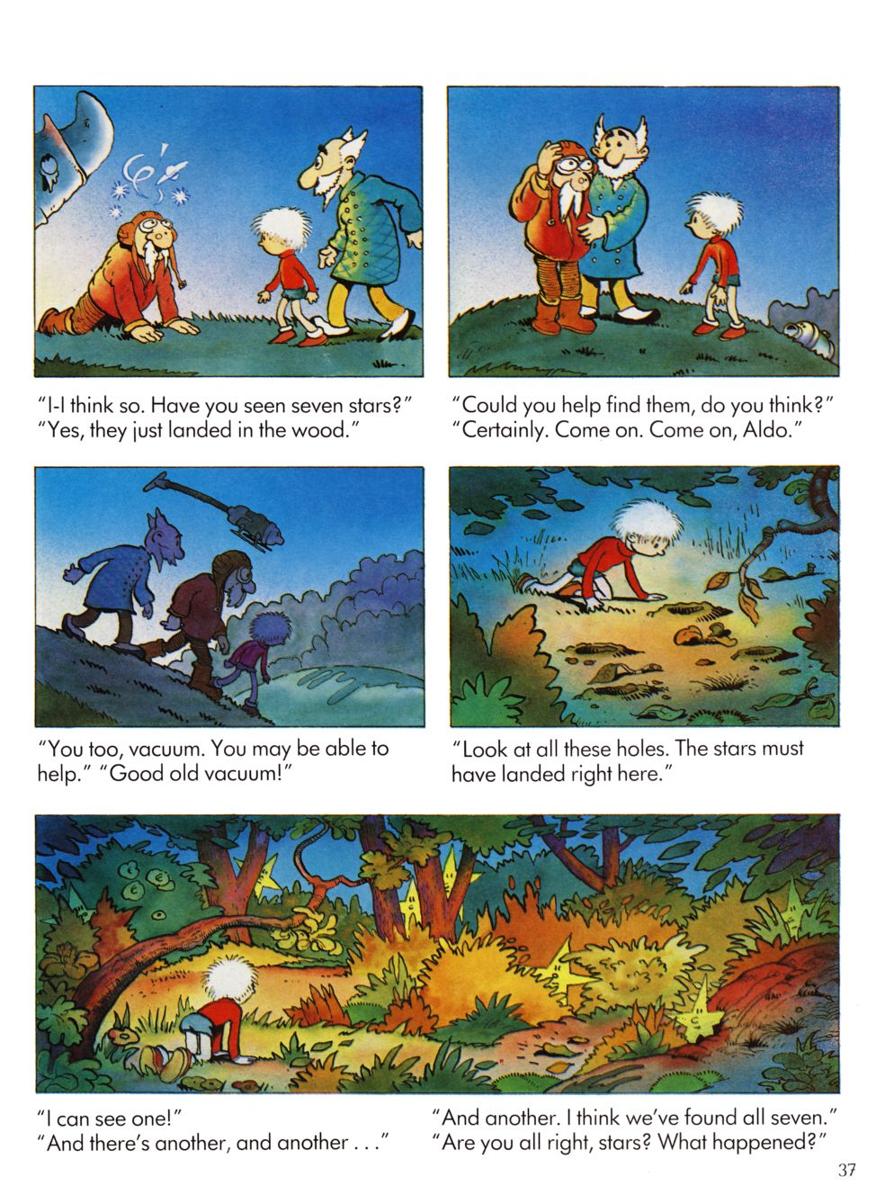 "I-I think so. Have you seen seven stars?"
"Yes, they just landed in the wood."
"Could you help find them, do you think?"
"Certainly. Come on. Come on, Aldo."
"You too, vacuum. You may be able to
help." "Good old vacuum!"
"Look at all these holes. The stars must
have landed right here."
"I can see one!"
"And there's another, and another . . ."
"And another. I think we've found all seven."
"Are you all right, stars? What happened?"
37